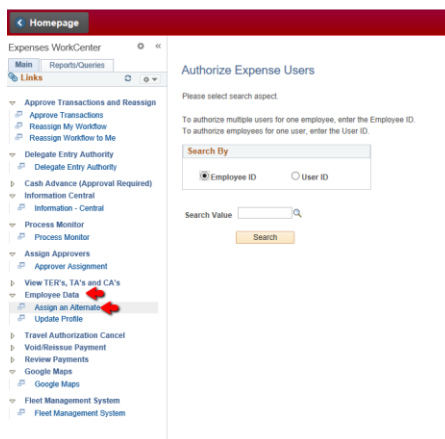 Homepage
Expenses WorkCenter
Main Reports/Queries
Links
Approve Transactions and Reassign
Approve Transactions
Reassign My Workflow
Reassign Workflow to Me
Delegate Entry Authority
Delegate Entry Authority
Cash Advance (Approval Required)
Information Central
Information - Central
Process Monitor
Process Monitor
Assign Approvers
Approver Assignment
View TER's, TA's and CA's
Employee Data
Assign an Alternate
Update Profile
Travel Authorization Cancel
Void/Reissue Payment
Review Payments
Google Maps
Google Maps
Fleet Management System
Fleet Management System
Authorize Expense Users
Please select search aspect.
To authorize multiple users for one employee, enter the Employee ID.
To authorize employees for one user, enter the User ID.
Search By
Employee ID User ID
Search Value
Search